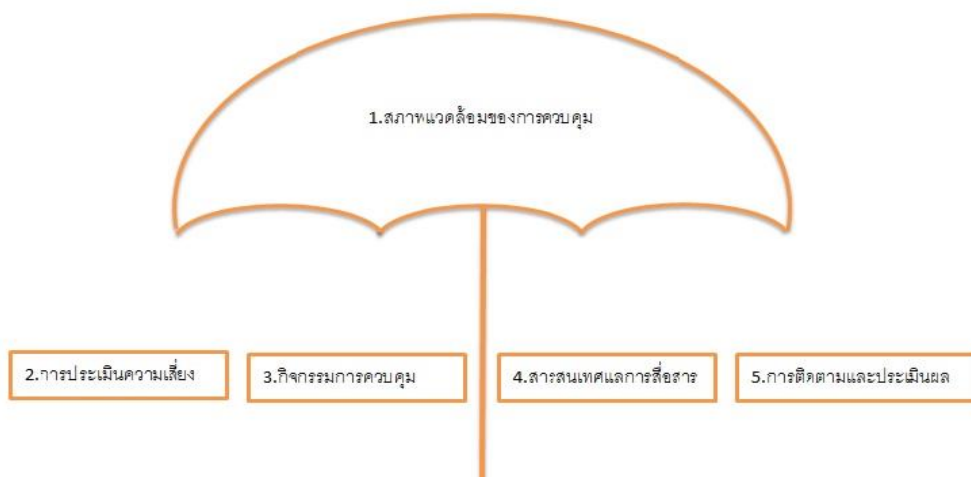 1.สภาพแวดล้อมของการควบคุม
2.การประเมินความเสี่ยง
3.กิจกรรมการควบคุม
4.สารสนเทศแลการสื่อสาร
5.การติดตามและประเมินผล